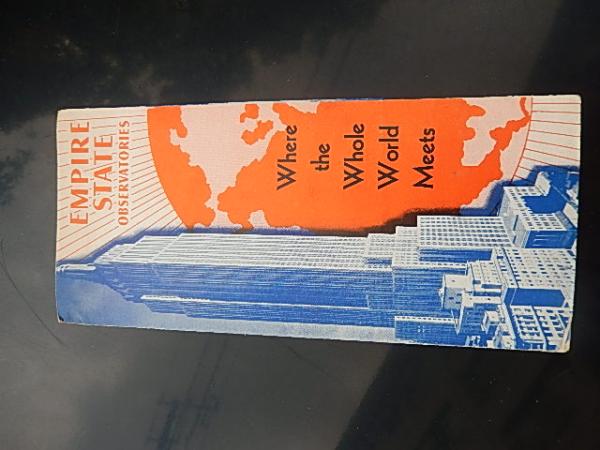 EMPIRE
STATE
OBSERVATORIES
Where
the
Whole
World
Meets